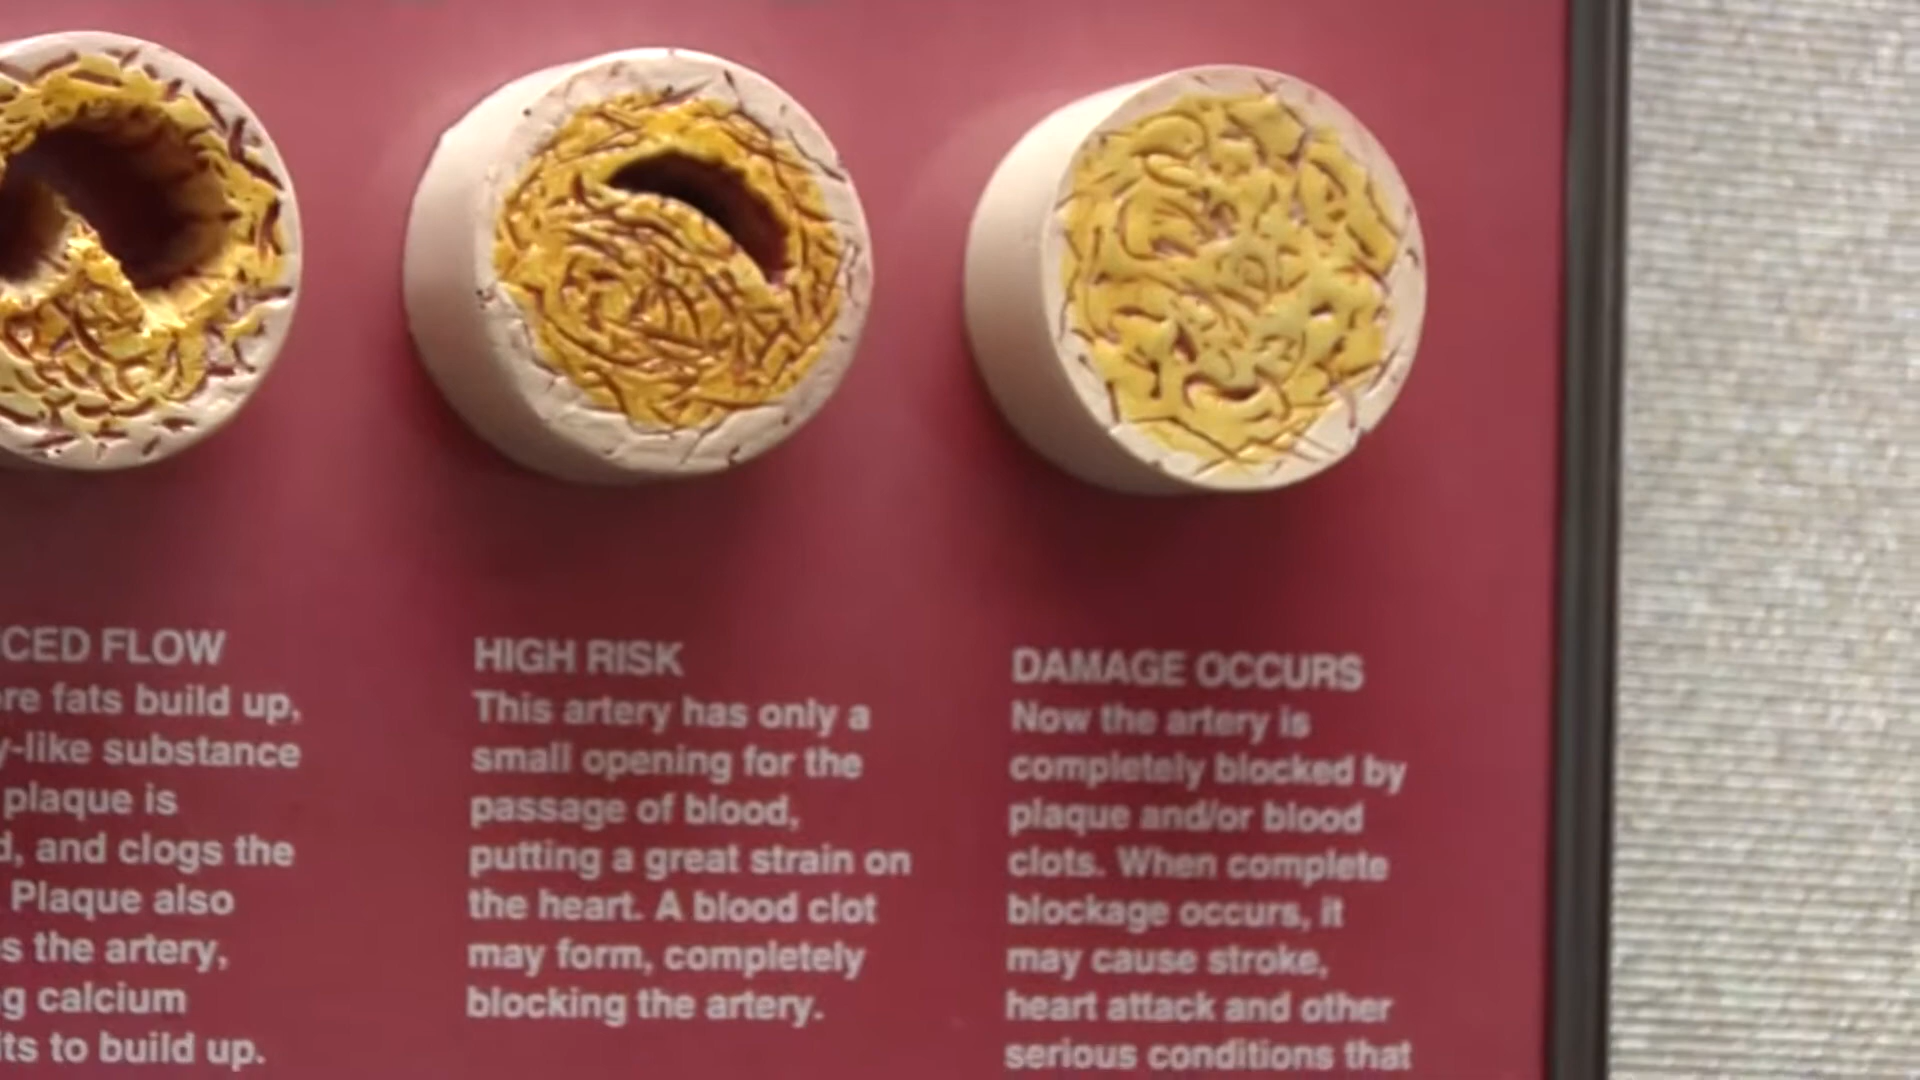 CED FLOW
re fats build up,
y-like substance
plaque is
d, and clogs the
Plaque also
s the artery,
g calcium
ts to build up.
HIGH RISK
This artery has only a
small opening for the
passage of blood,
putting a great strain on
the heart. A blood clot
may form, completely
blocking the artery.
DAMAGE OCCURS
Now the artery is
completely blocked by
plaque and/or blood
clots. When complete
blockage occurs, it
may cause stroke,
heart attack and other
serious conditions that